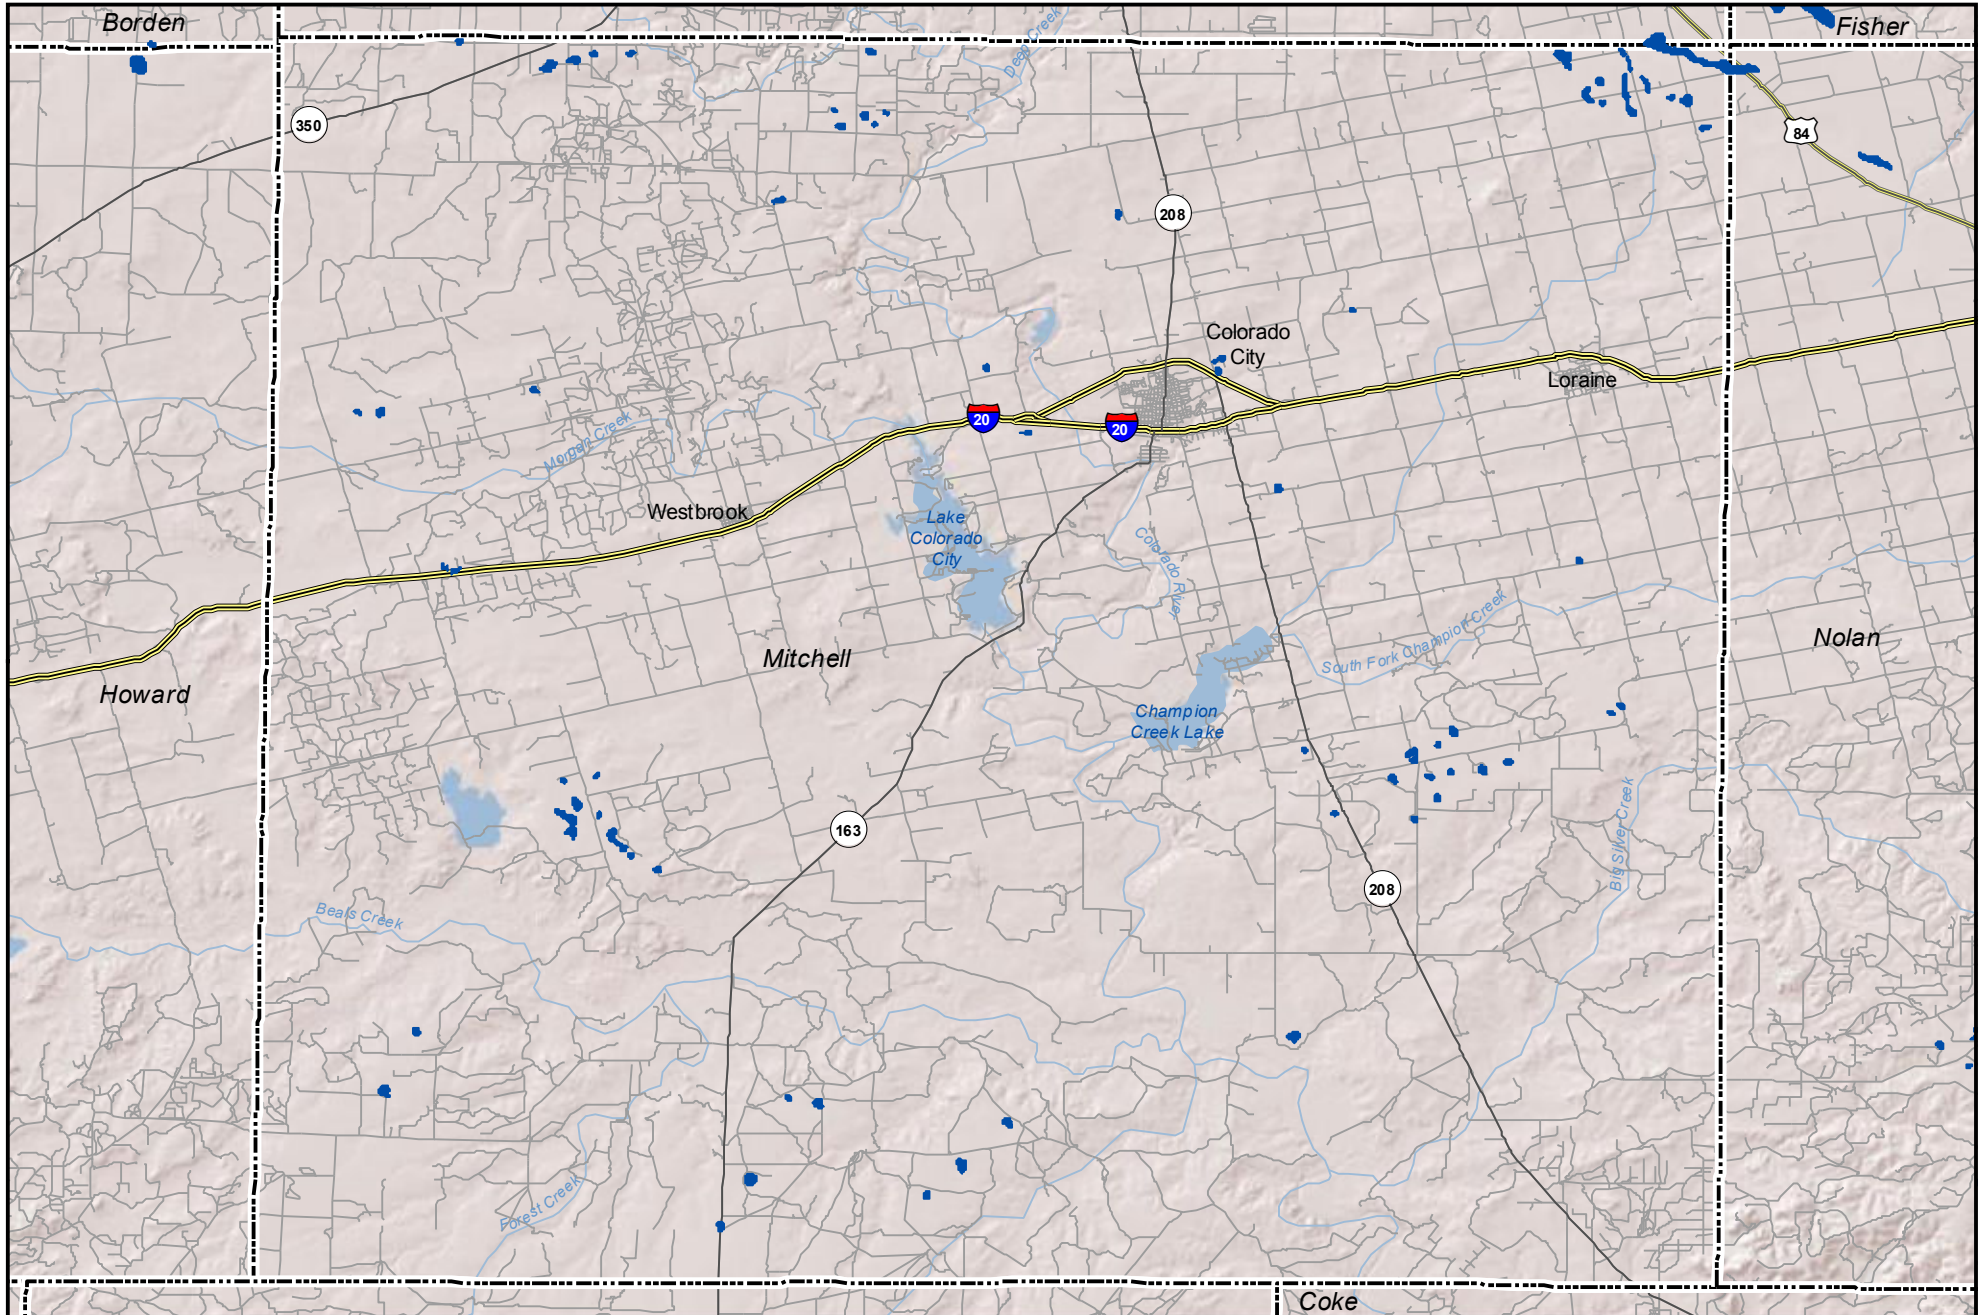 Borden
Fisher
Deep Creek
84
350
208
Colorado
City
Loraine
20
20
Morgan Creek
Westbrook
Lake
Colorado
City
Colorado River
South Fork Champion Creek
Nolan
Mitchell
Howard
Champion
Creek Lake
Big Silver Creek
163
208
Beals Creek
Forest Creek
Coke